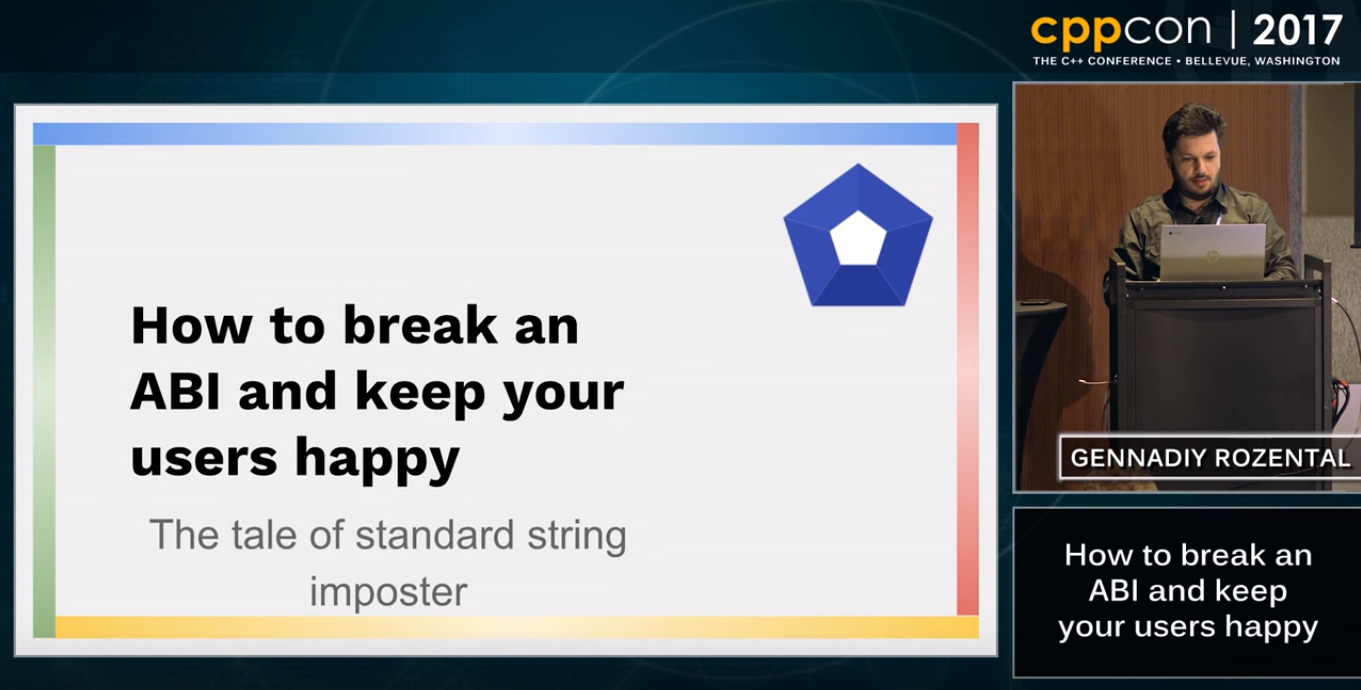 cppcon | 2017
THE C++ CONFERENCE • BELLEVUE, WASHINGTON
How to break an
ABI and keep your
users happy
The tale of standard string
imposter
GENNADIY ROZENTAL
How to break an
ABI and keep
your users happy